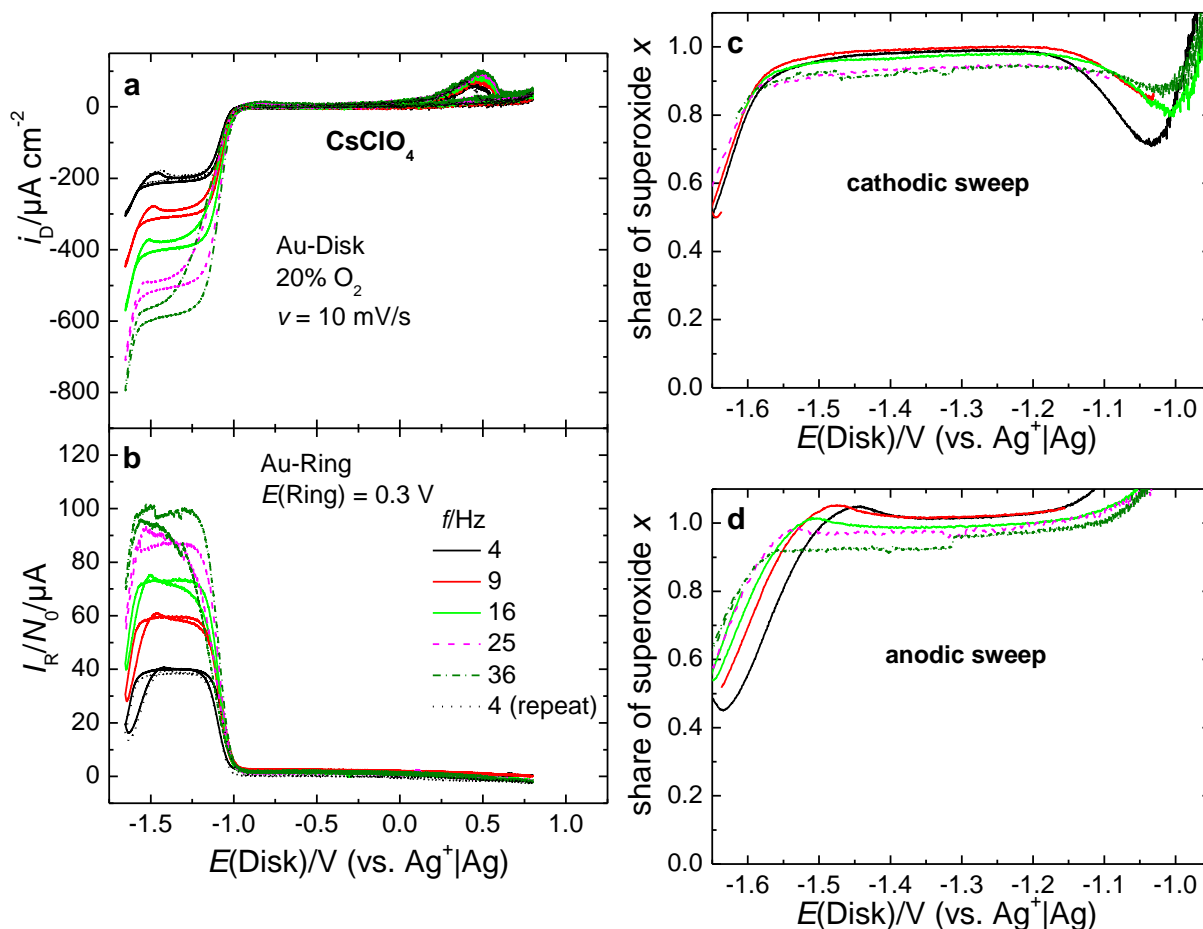 a
0
-200
-400
-600
-800
i_D/µA cm⁻²
CsClO₄
Au-Disk
20% O₂
v = 10 mV/s
b
120
100
80
60
40
20
0
I_R/N₀/µA
Au-Ring
E(Ring) = 0.3 V
f/Hz
4
9
16
25
36
4 (repeat)
-1.5 -1.0 -0.5 0.0 0.5 1.0
E(Disk)/V (vs. Ag⁺|Ag)
c
1.0
0.8
0.6
0.4
0.2
0.0
share of superoxide x
cathodic sweep
-1.6 -1.5 -1.4 -1.3 -1.2 -1.1 -1.0
E(Disk)/V (vs. Ag⁺|Ag)
d
1.0
0.8
0.6
0.4
0.2
0.0
share of superoxide x
anodic sweep
-1.6 -1.5 -1.4 -1.3 -1.2 -1.1 -1.0
E(Disk)/V (vs. Ag⁺|Ag)